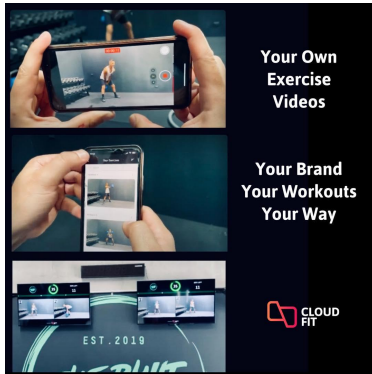 Your Own
Exercise
Videos
Your Brand
Your Workouts
Your Way
CLOUD
FIT
EST.2019